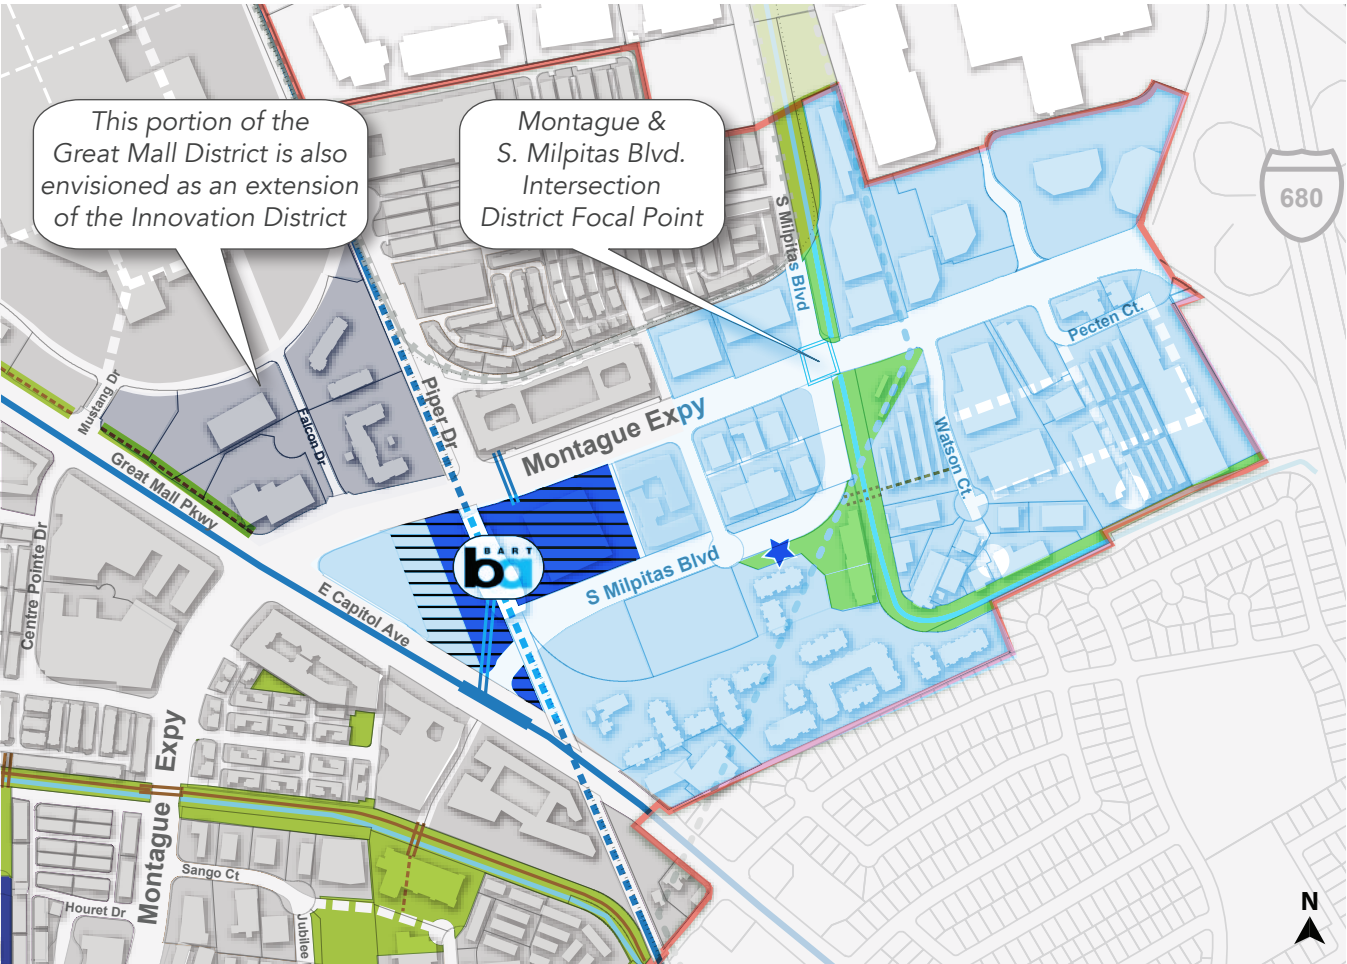 This portion of the
Great Mall District is also
envisioned as an extension
of the Innovation District
Montague &
S. Milpitas Blvd.
Intersection
District Focal Point
680
S Milpitas Blvd
Pecten Ct.
Piper Dr
Mustang Dr
Falcon Dr
Montague Expy
Watson Ct.
Great Mall Pkwy
Centre Pointe Dr
BART
ba
S Milpitas Blvd
E Capitol Ave
Montague Expy
Sango Ct
Houret Dr
Jubilee
N